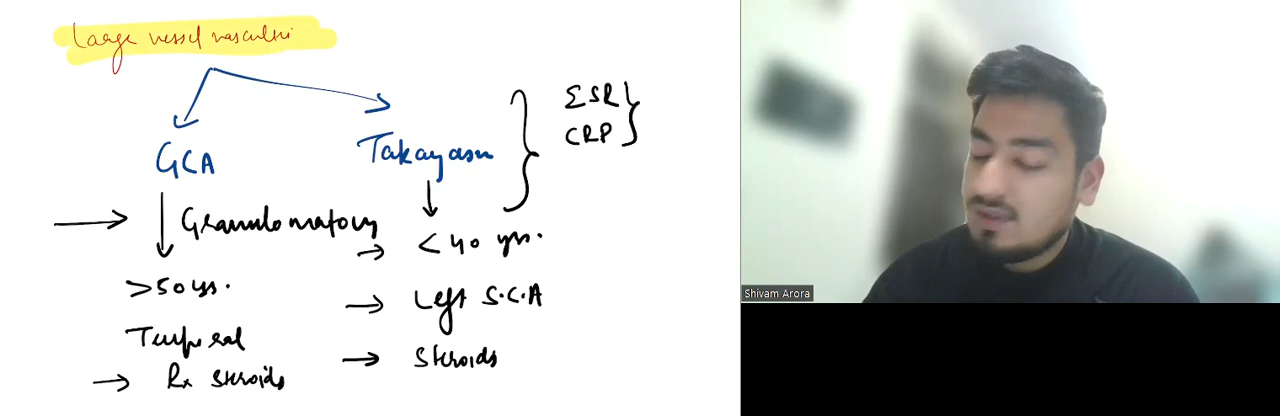 Large vessel vasculitis
GCA
Takayasu
ESR
CRP
Granulomatous
> 50 yrs.
Temporal
Rx steroids
< 40 yrs.
Left S.C.A
Steroids
Shivam Arora